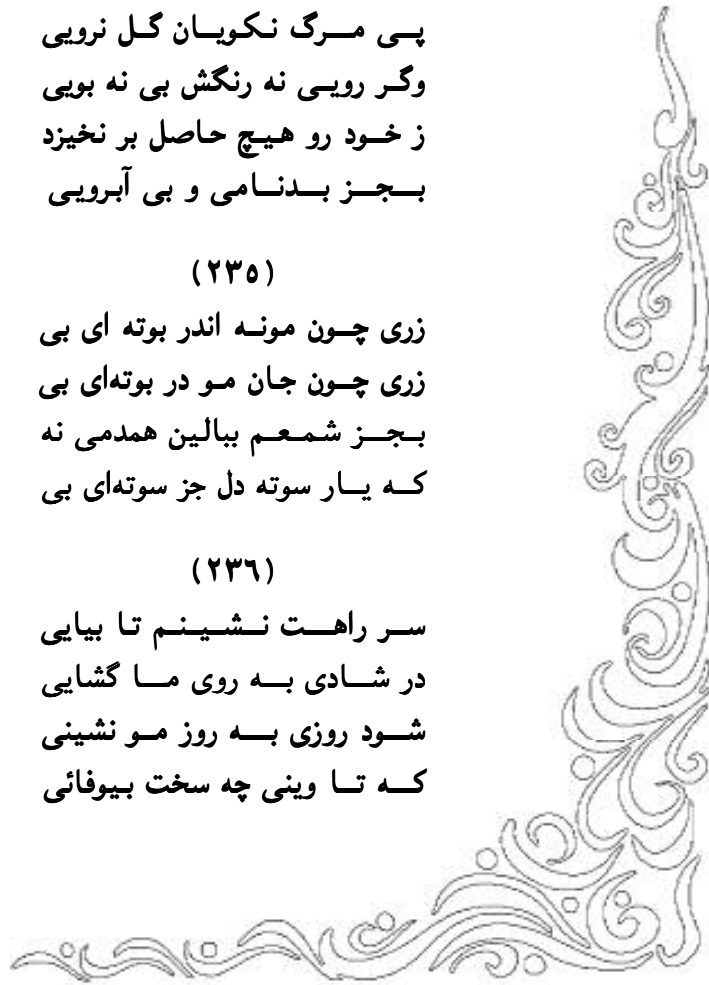 پی مرگ نکویان گل نرویی
وگر رویی نه رنگش بی نه بویی
ز خود رو هیچ حاصل بر نخیزد
بجز بدنامی و بی آبرویی
(۲۳۵)
زری چون مونه اندر بوته ای بی
زری چون جان مو در بوته‌ای بی
بجز شمعم ببالین همدمی نه
که یار سوته دل جز سوته‌ای بی
(۲۳۶)
سر راهت نشینم تا بیایی
در شادی به روی ما گشایی
شود روزی به روز مو نشینی
که تا وینی چه سخت بیوفائی